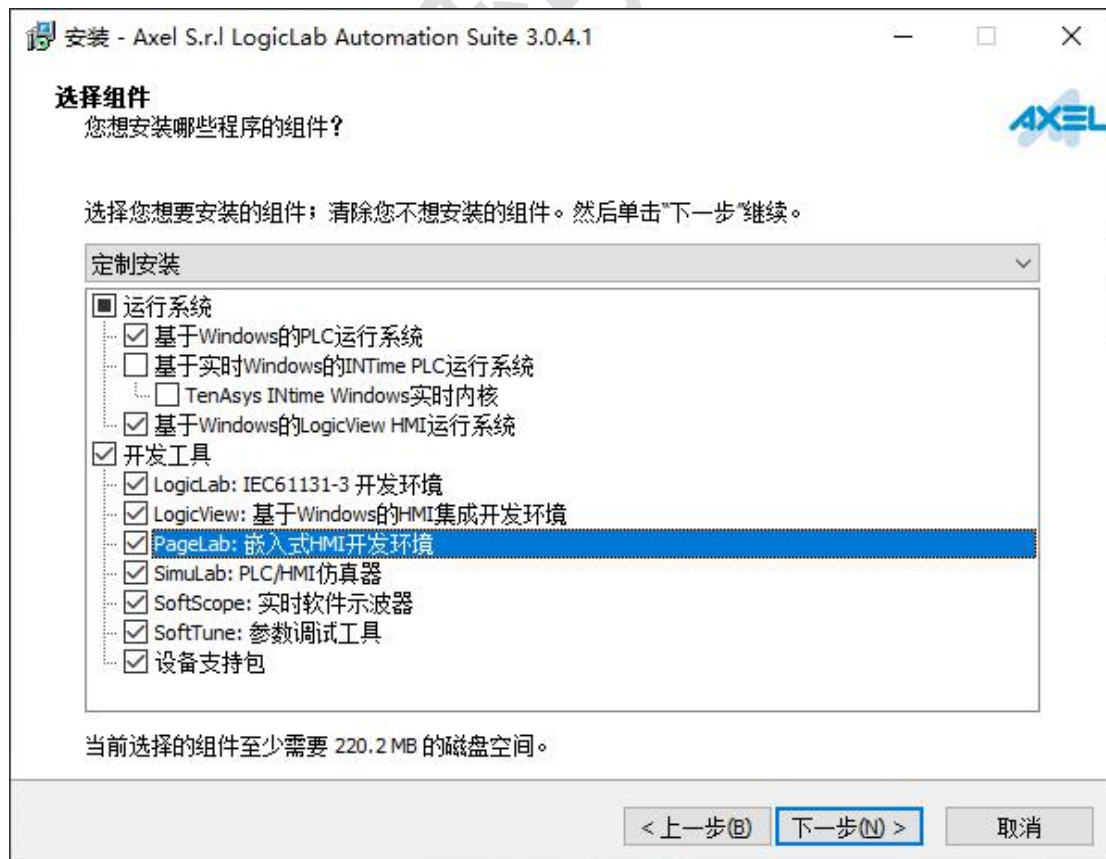 安装 - Axel S.r.l LogicLab Automation Suite 3.0.4.1
选择组件
您想安装哪些程序的组件?
AXEL
选择您想要安装的组件；清除您不想安装的组件。然后单击"下一步"继续。
定制安装
运行系统
基于Windows的PLC运行系统
基于实时Windows的INTime PLC运行系统
TenAsys INtime Windows实时内核
基于Windows的LogicView HMI运行系统
开发工具
LogicLab: IEC61131-3 开发环境
LogicView: 基于Windows的HMI集成开发环境
PageLab: 嵌入式HMI开发环境
SimuLab: PLC/HMI仿真器
SoftScope: 实时软件示波器
SoftTune: 参数调试工具
设备支持包
当前选择的组件至少需要 220.2 MB 的磁盘空间。
< 上一步(B) 下一步(N) > 取消